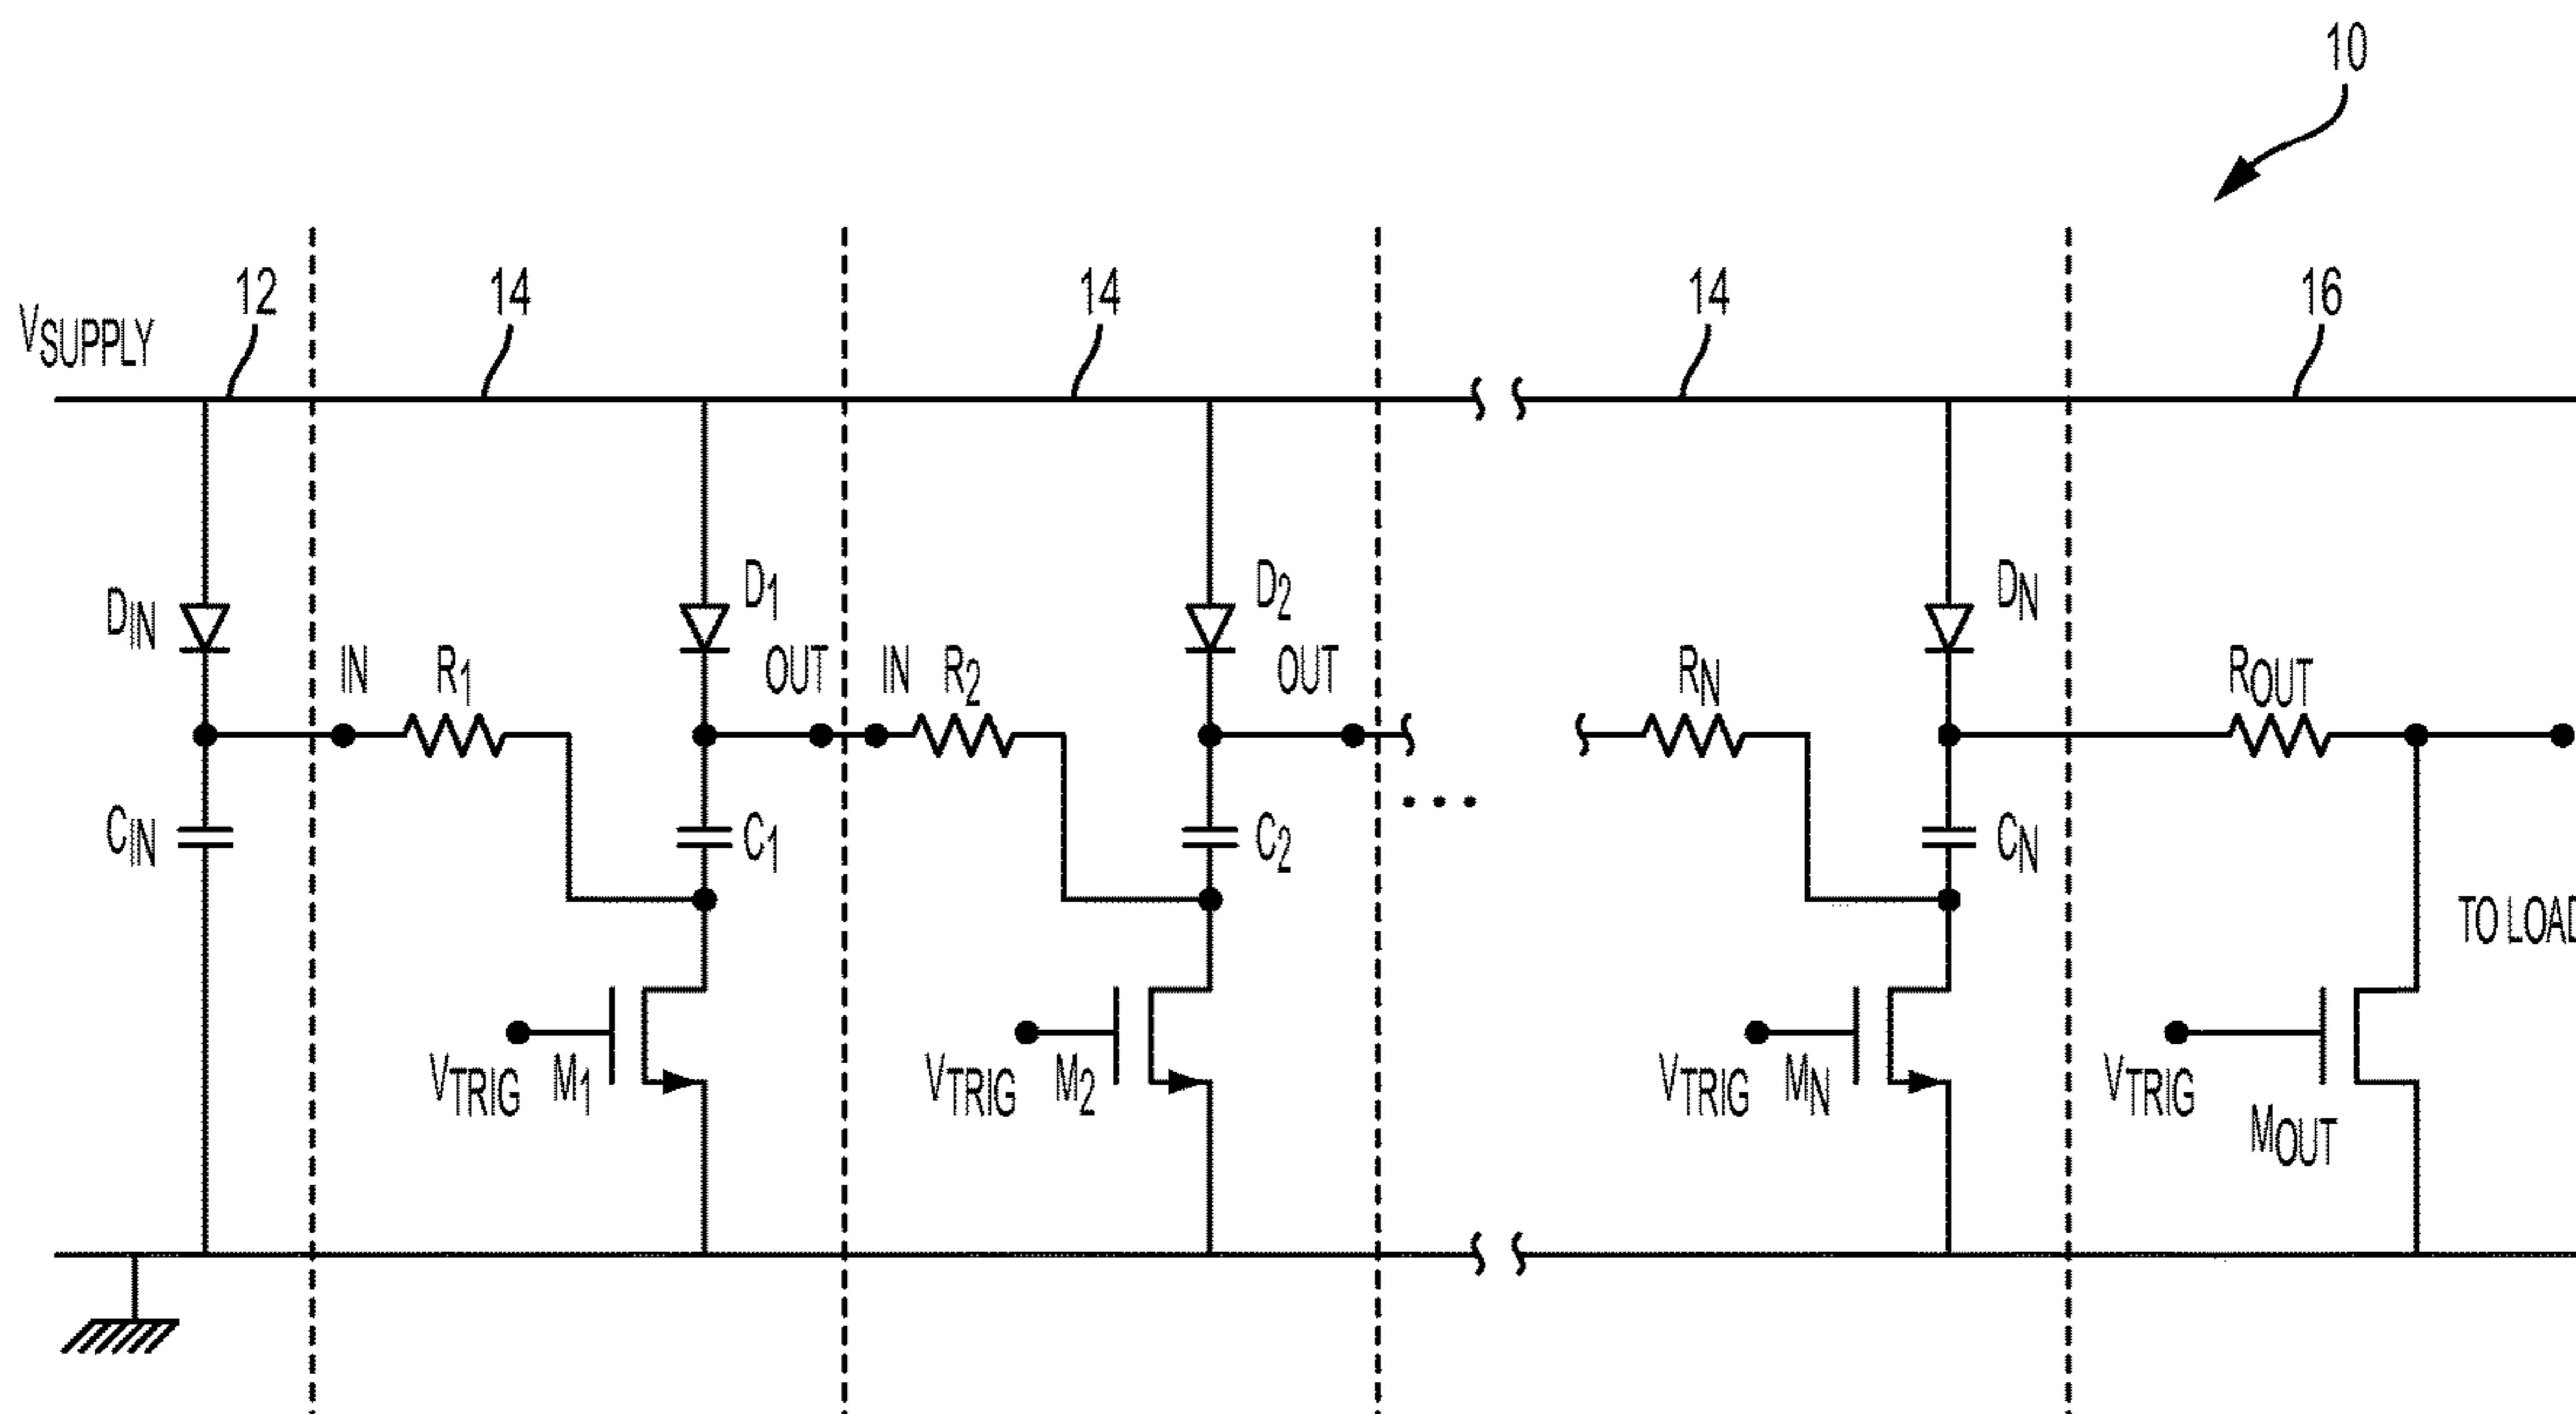 10
12
14
14
14
16
VSUPPLY
DIN
D1
D2
DN
IN
R1
OUT
IN
R2
OUT
RN
ROUT
CIN
C1
C2
...
CN
TO LOAD
VTRIG
M1
VTRIG
M2
VTRIG
MN
VTRIG
MOUT